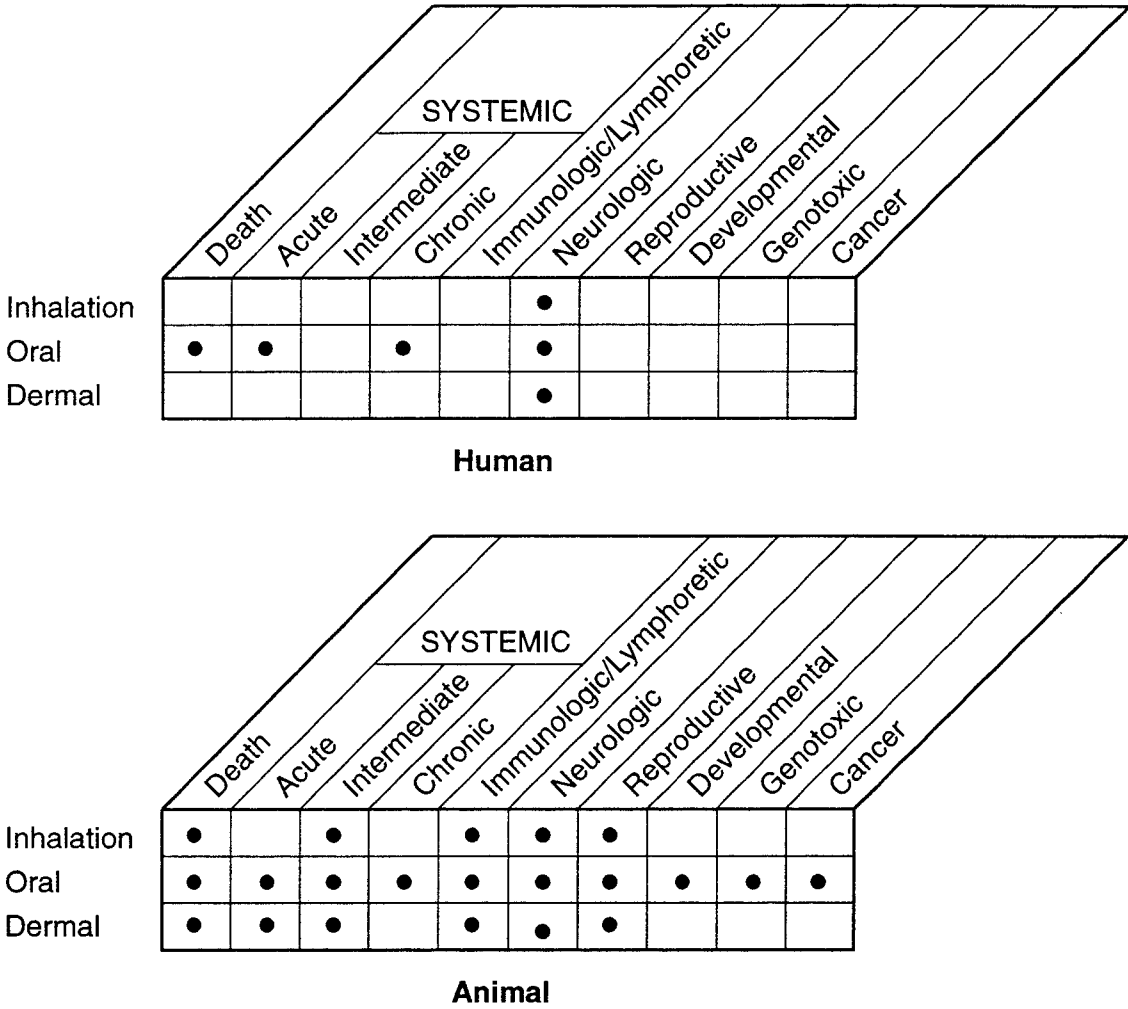 SYSTEMIC
Death
Acute
Intermediate
Chronic
Immunologic/Lymphoretic
Neurologic
Reproductive
Developmental
Genotoxic
Cancer
Inhalation
Oral
Dermal
Human
SYSTEMIC
Death
Acute
Intermediate
Chronic
Immunologic/Lymphoretic
Neurologic
Reproductive
Developmental
Genotoxic
Cancer
Inhalation
Oral
Dermal
Animal